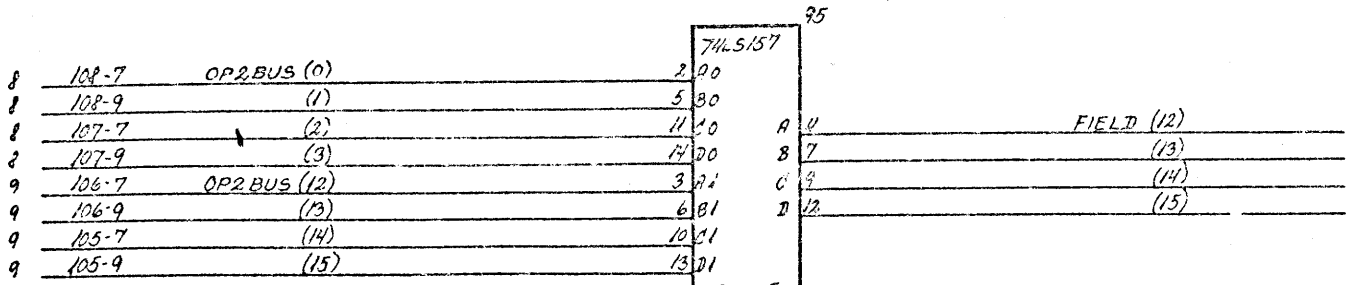 95
74LS157
8 108-7 OP2BUS (0) 2 A0
8 108-9 (1) 5 B0
8 107-7 (2) 11 C0 A 4 FIELD (12)
8 107-9 (3) 14 D0 B 7 (13)
9 106-7 OP2BUS (12) 3 A1 C 9 (14)
9 106-9 (13) 6 B1 D 12 (15)
9 105-7 (14) 10 C1
9 105-9 (15) 13 D1